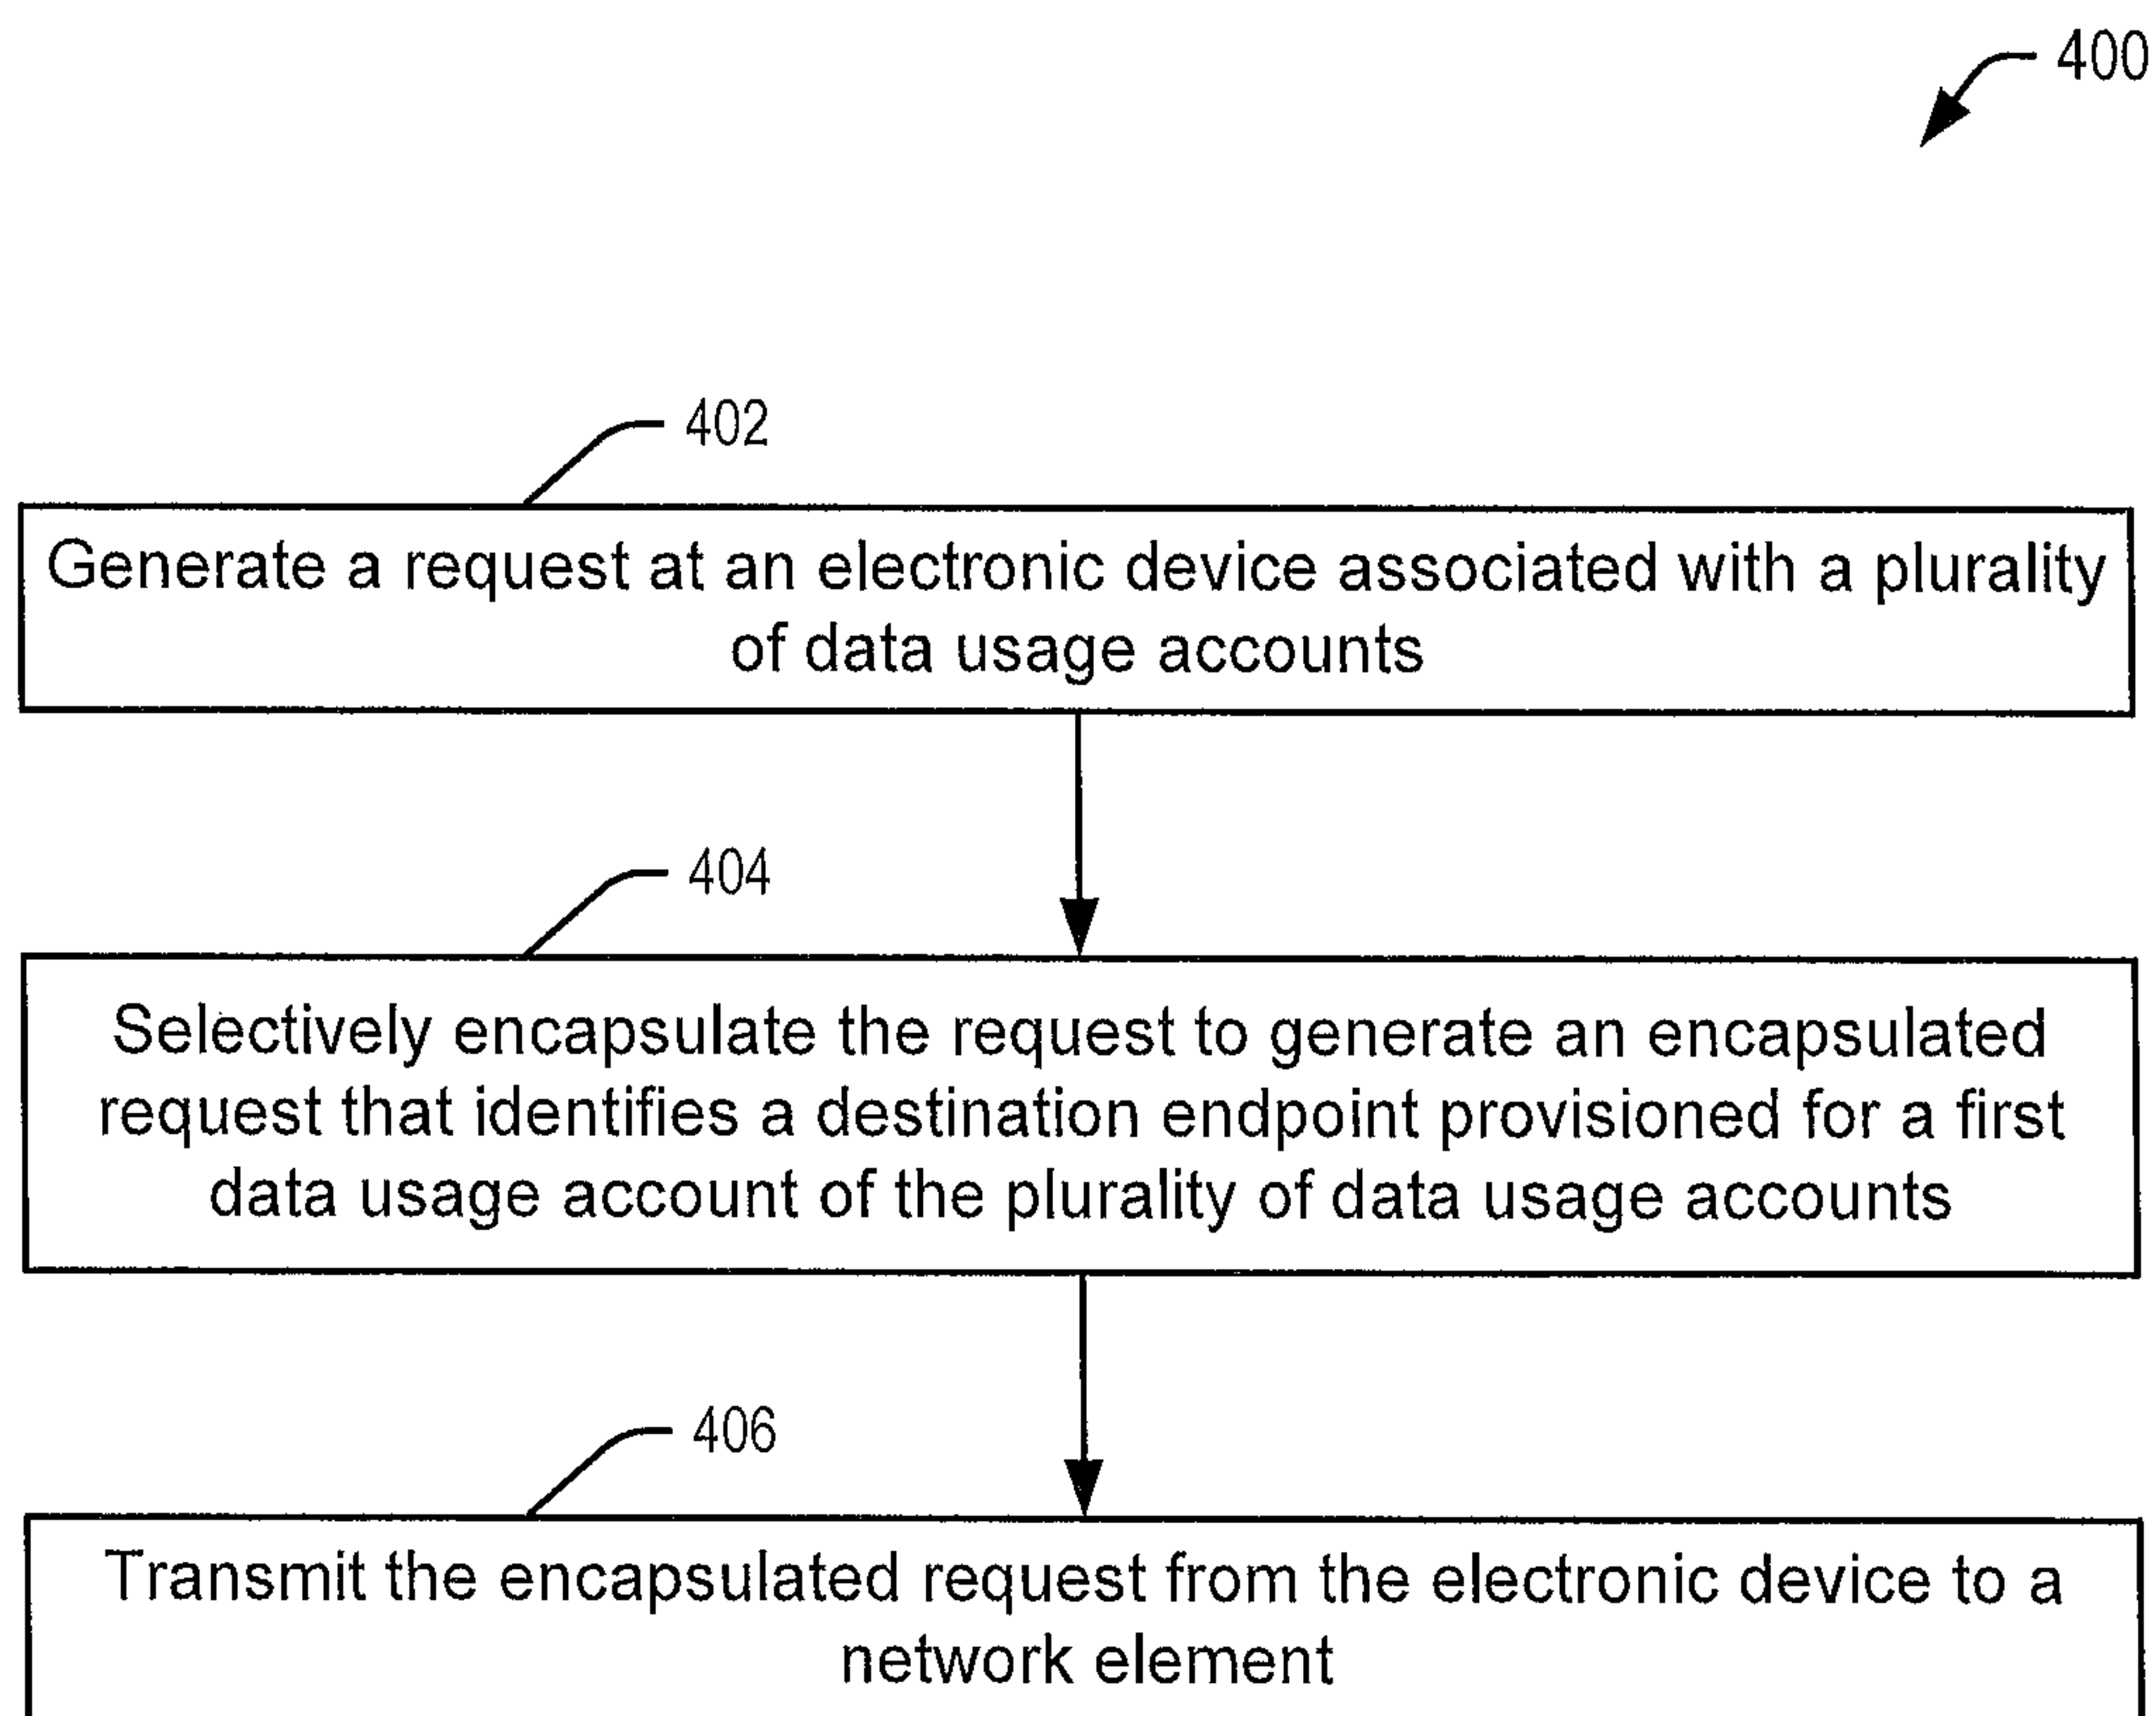 400
402
Generate a request at an electronic device associated with a plurality
of data usage accounts
404
Selectively encapsulate the request to generate an encapsulated
request that identifies a destination endpoint provisioned for a first
data usage account of the plurality of data usage accounts
406
Transmit the encapsulated request from the electronic device to a
network element